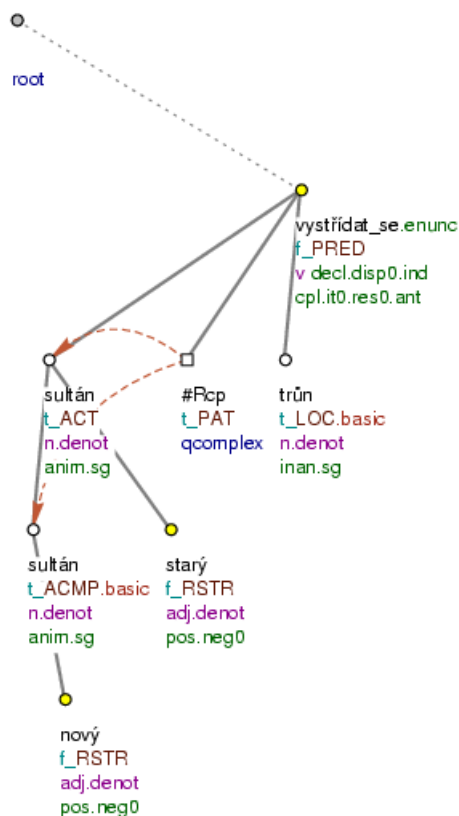 root
vystřídat_se.enunc
f_PRED
v decl.disp0.ind
cpl.it0.res0.ant
sultán
t_ACT
n.denot
anim.sg
#Rcp
t_PAT
qcomplex
trůn
t_LOC.basic
n.denot
inan.sg
sultán
t_ACMP.basic
n.denot
anim.sg
starý
f_RSTR
adj.denot
pos.neg0
nový
f_RSTR
adj.denot
pos.neg0